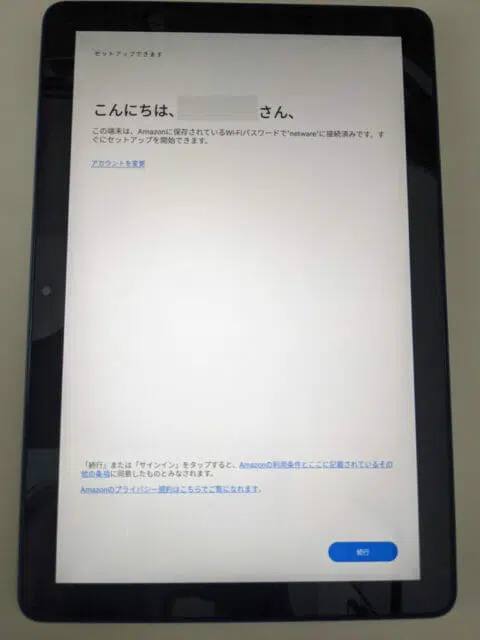 セットアップできます
こんにちは、 さん、
この端末は、Amazonに保存されているWi-Fiパスワードで"netware"に接続済みです。す
ぐにセットアップを開始できます。
アカウントを変更
「続行」または「サインイン」をタップすると、Amazonの利用条件とここに記載されているその
他の条項に同意したものとみなされます。
Amazonのプライバシー規約はこちらでご覧になれます。
続行